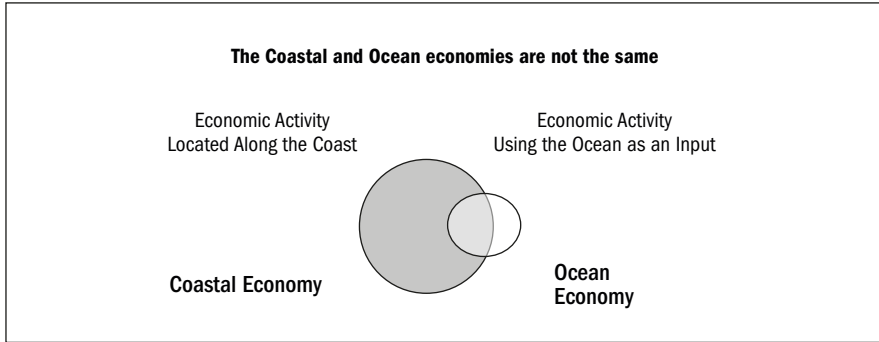 The Coastal and Ocean economies are not the same
Economic Activity
Located Along the Coast
Economic Activity
Using the Ocean as an Input
Coastal Economy
Ocean
Economy